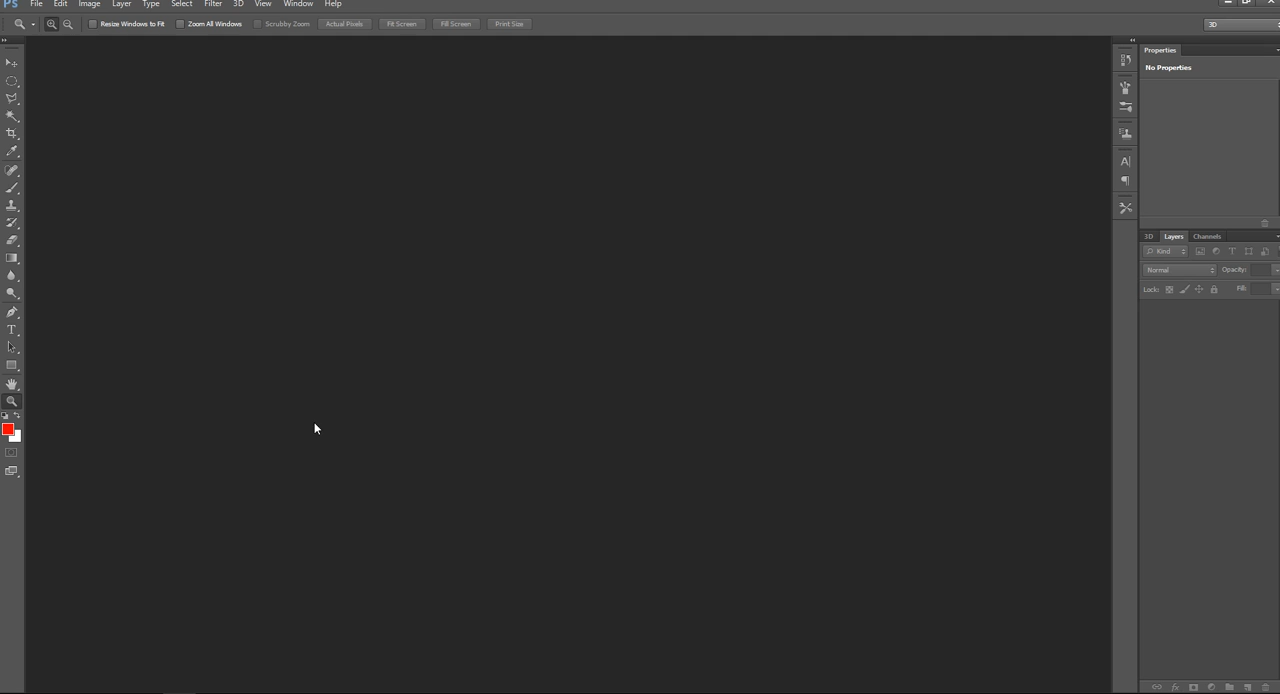 Ps File Edit Image Layer Type Select Filter 3D View Window Help
Resize Windows to Fit Zoom All Windows Scrubby Zoom Actual Pixels Fit Screen Fill Screen Print Size 3D
Properties
No Properties
3D Layers Channels
Kind
Normal Opacity:
Lock: Fill: